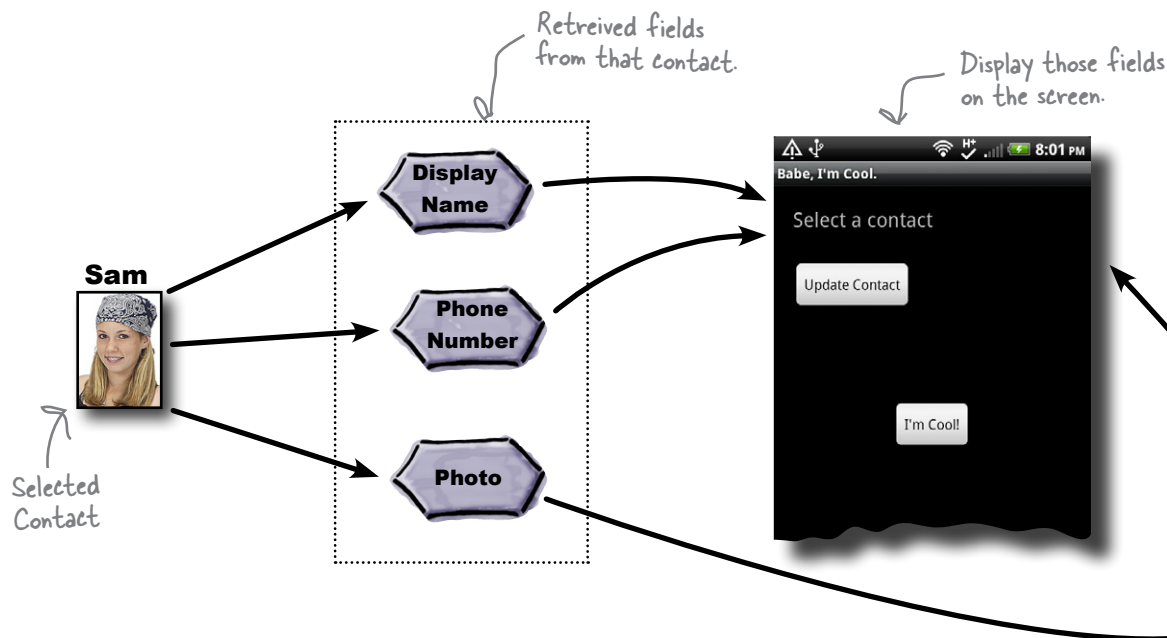 Retreived fields
from that contact.
Display those fields
on the screen.
Display
Name
H+
8:01 PM
Babe, I'm Cool.
Select a contact
Update Contact
Sam
Phone
Number
I'm Cool!
Photo
Selected
Contact